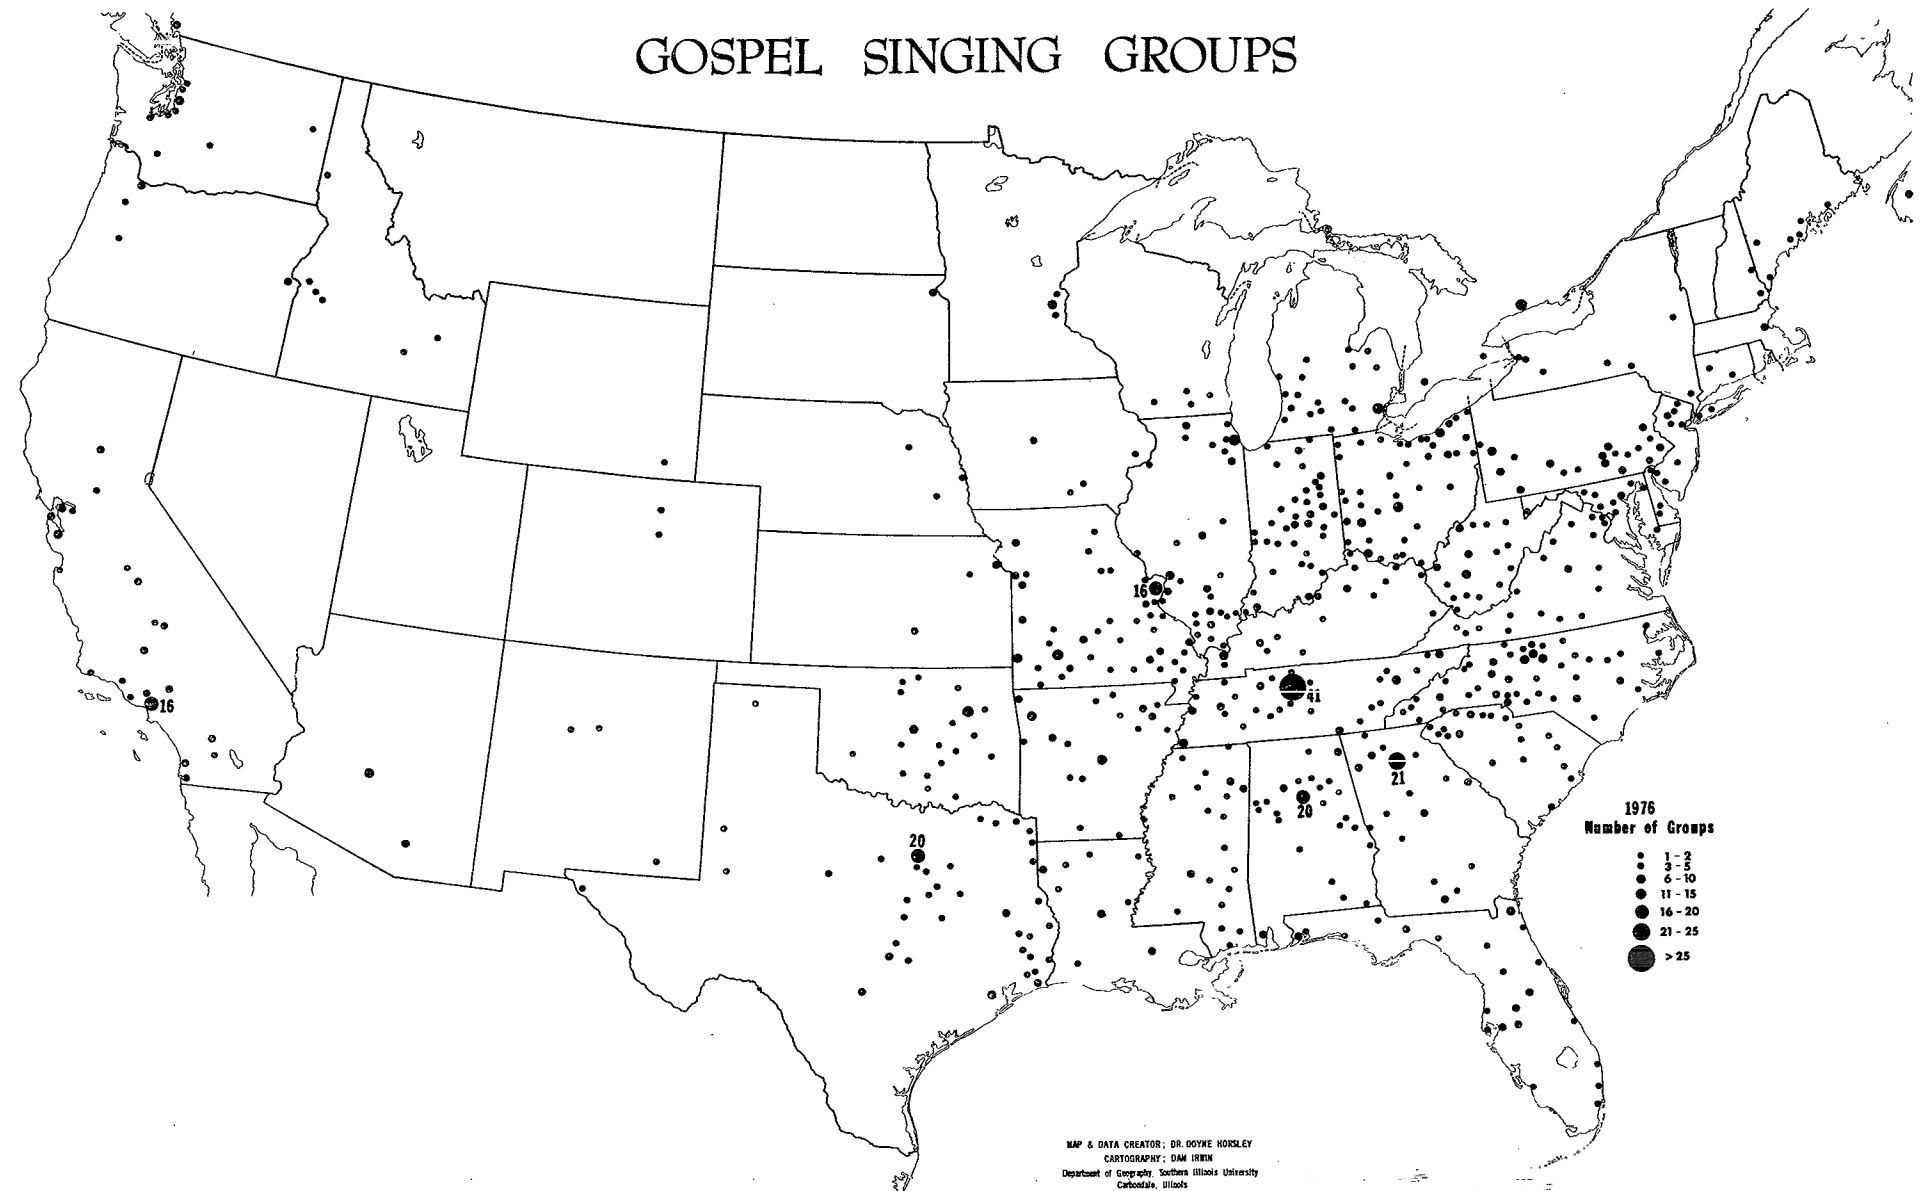 GOSPEL SINGING GROUPS
16
41
16
21
20
20
1976
Number of Groups
1 - 2
3 - 5
6 - 10
11 - 15
16 - 20
21 - 25
> 25
MAP & DATA CREATOR; DR. DOYNE HORSLEY
CARTOGRAPHY; DAN IRWIN
Department of Geography, Southern Illinois University
Carbondale, Illinois